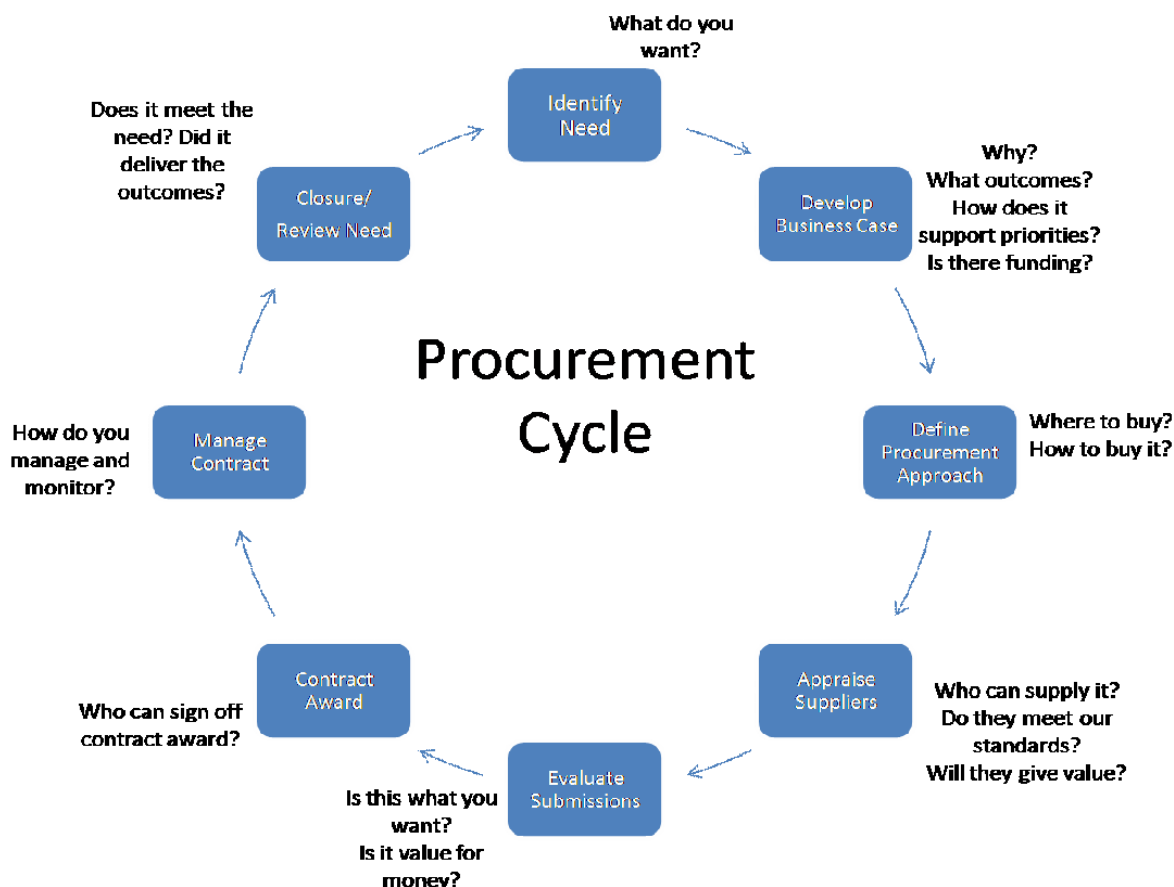 What do you
want?
Identify
Need
Does it meet the
need? Did it
deliver the
outcomes?
Closure/
Review Need
Develop
Business Case
Why?
What outcomes?
How does it
support priorities?
Is there funding?
Procurement
Cycle
How do you
manage and
monitor?
Manage
Contract
Define
Procurement
Approach
Where to buy?
How to buy it?
Contract
Award
Who can sign off
contract award?
Appraise
Suppliers
Who can supply it?
Do they meet our
standards?
Will they give value?
Evaluate
Submissions
Is this what you
want?
Is it value for
money?